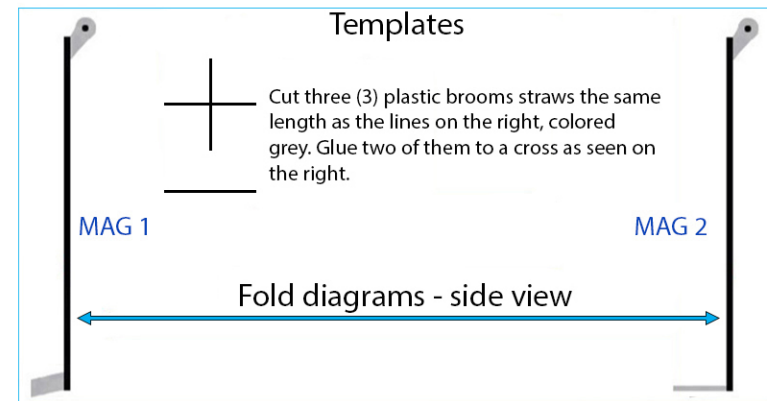 Templates
Cut three (3) plastic brooms straws the same
length as the lines on the right, colored
grey. Glue two of them to a cross as seen on
the right.
MAG 1
MAG 2
Fold diagrams - side view